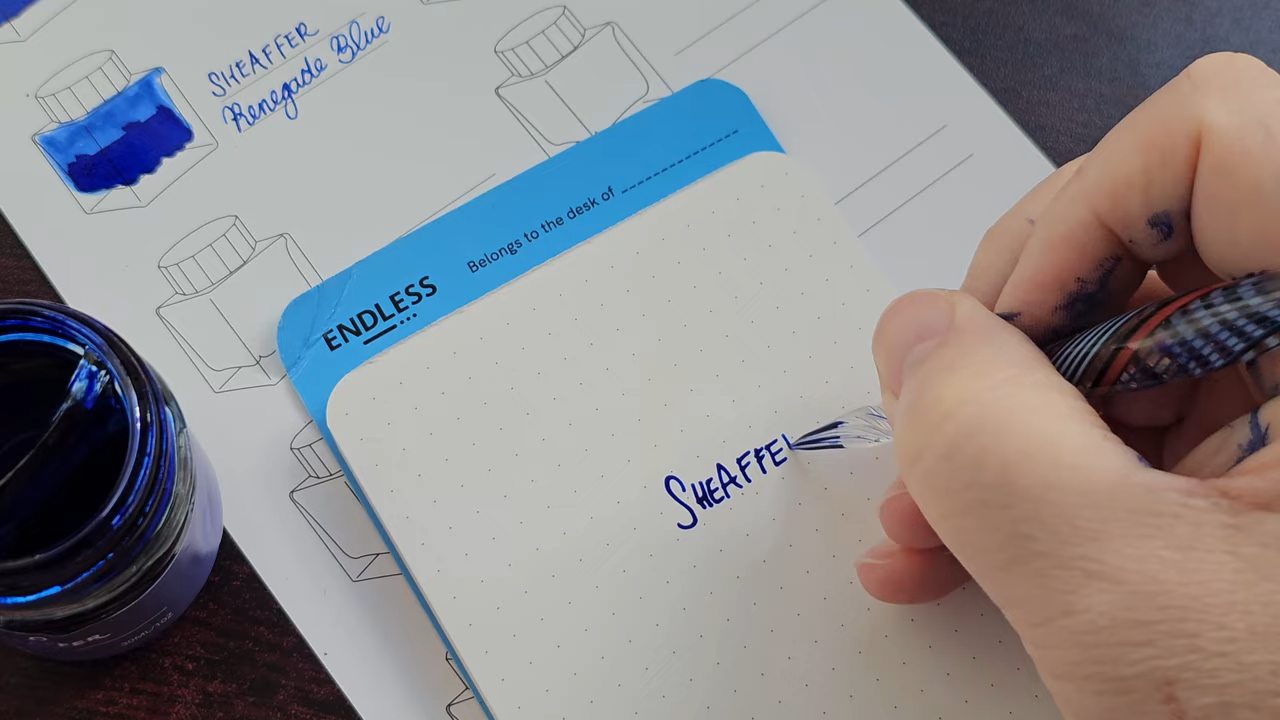 SHEAFFER
Renegade Blue
Belongs to the desk of
ENDLESS
SHEAFFE